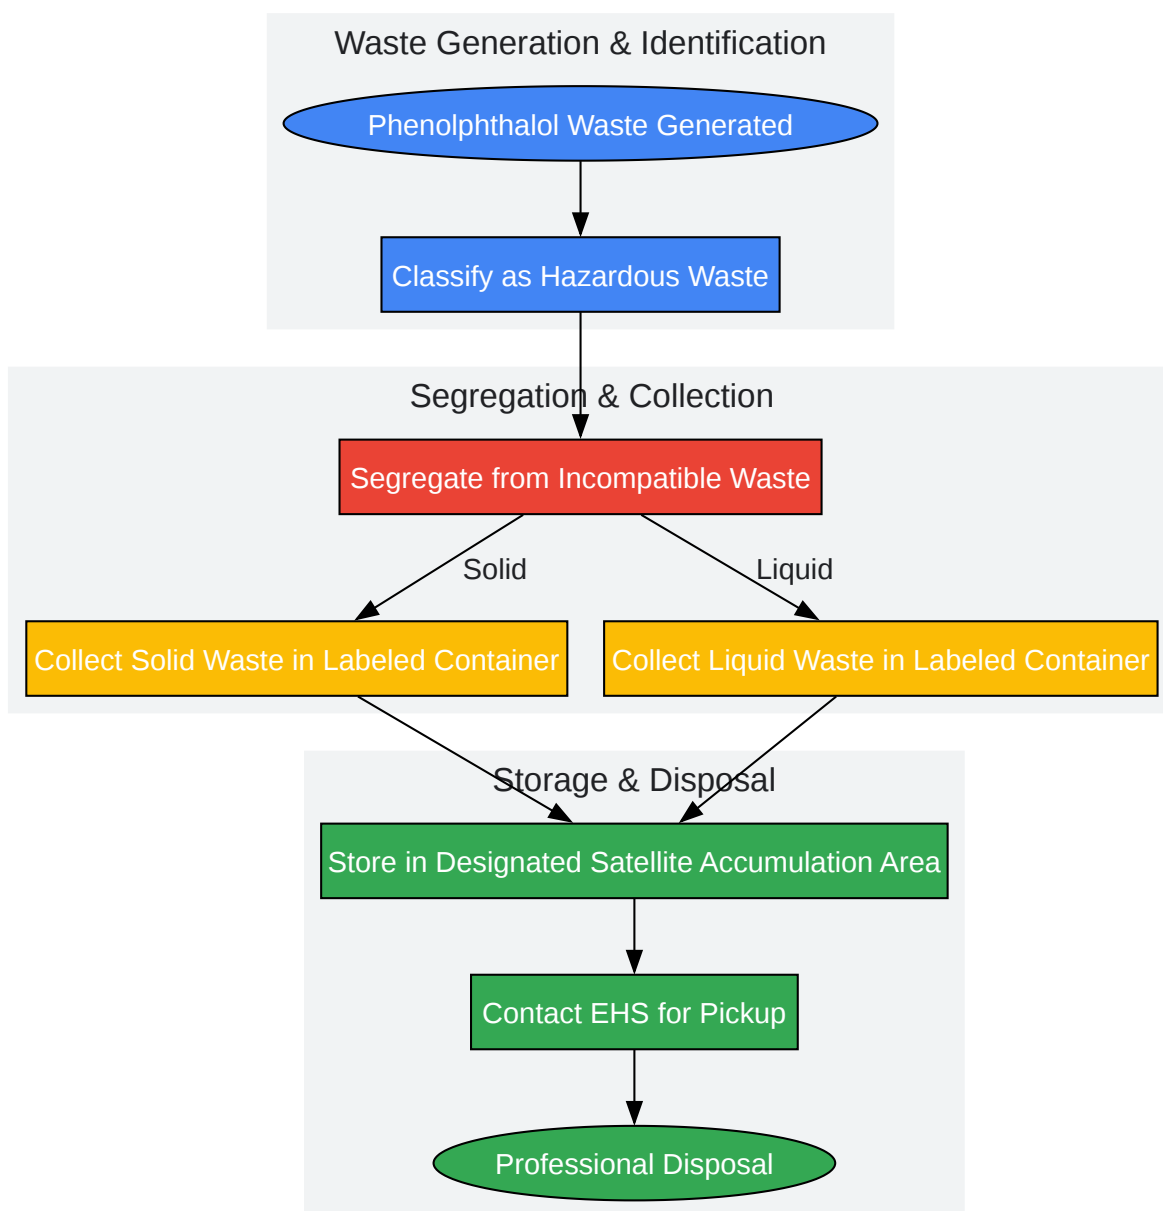 Waste Generation & Identification
Phenolphthalol Waste Generated
Classify as Hazardous Waste
Segregation & Collection
Segregate from Incompatible Waste
Solid
Liquid
Collect Solid Waste in Labeled Container
Collect Liquid Waste in Labeled Container
Storage & Disposal
Store in Designated Satellite Accumulation Area
Contact EHS for Pickup
Professional Disposal